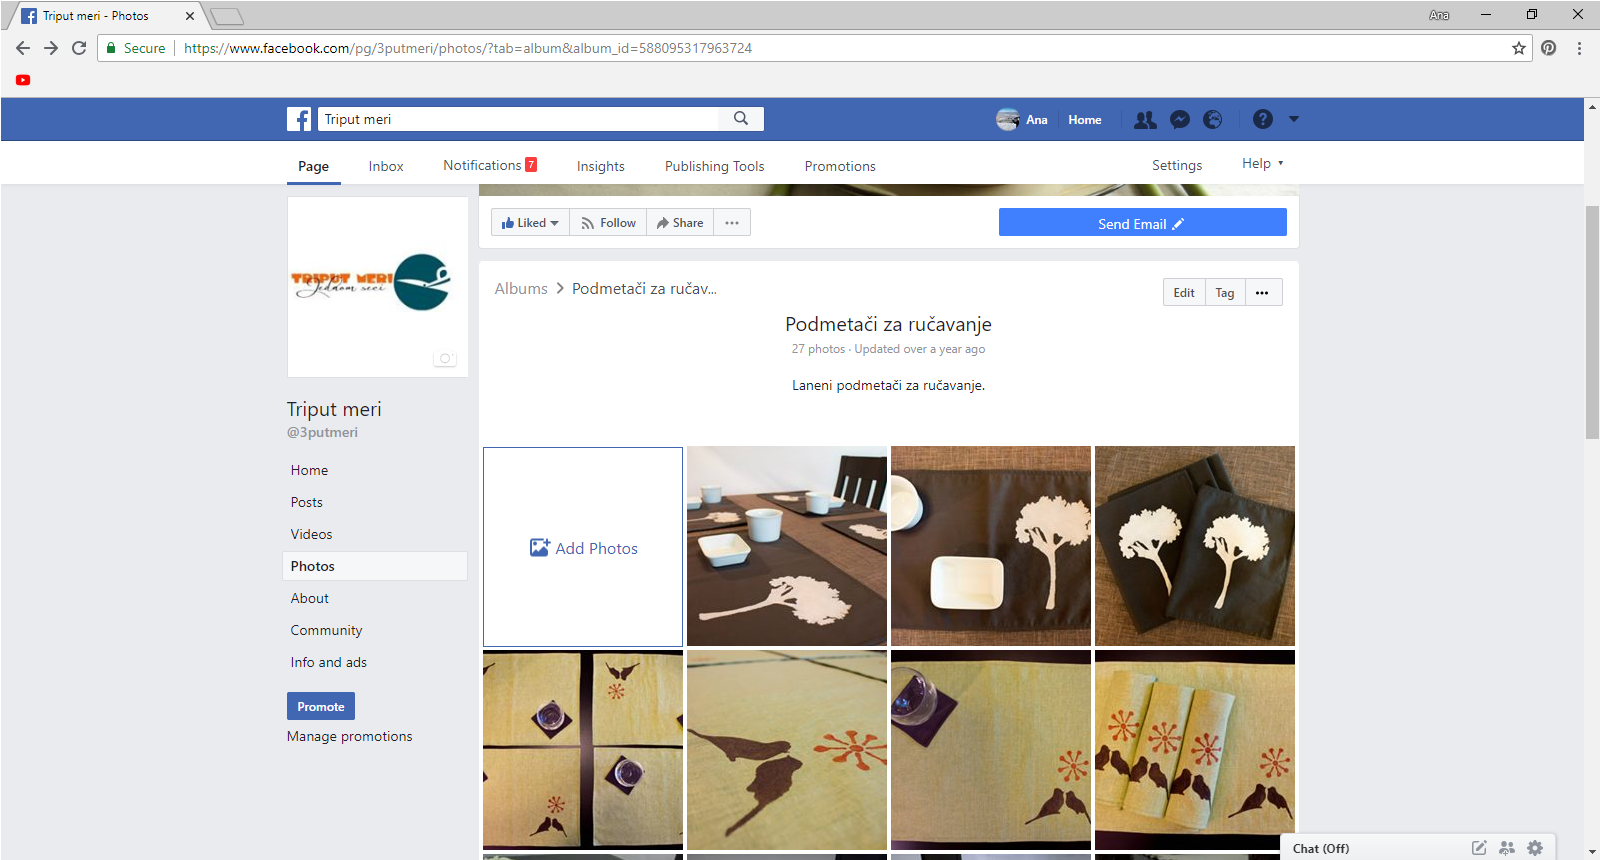 Triput meri - Photos
Ana
Secure
https://www.facebook.com/pg/3putmeri/photos/?tab=album&album_id=588095317963724
Triput meri
Ana
Home
Page
Inbox
Notifications 7
Insights
Publishing Tools
Promotions
Settings
Help
Liked
Follow
Share
Send Email
TRIPUT MERI
Jednom seci
Albums > Podmetači za ručav...
Edit
Tag
Podmetači za ručavanje
27 photos · Updated over a year ago
Laneni podmetači za ručavanje.
Triput meri
@3putmeri
Home
Posts
Videos
Photos
About
Community
Info and ads
Promote
Manage promotions
Add Photos
Chat (Off)